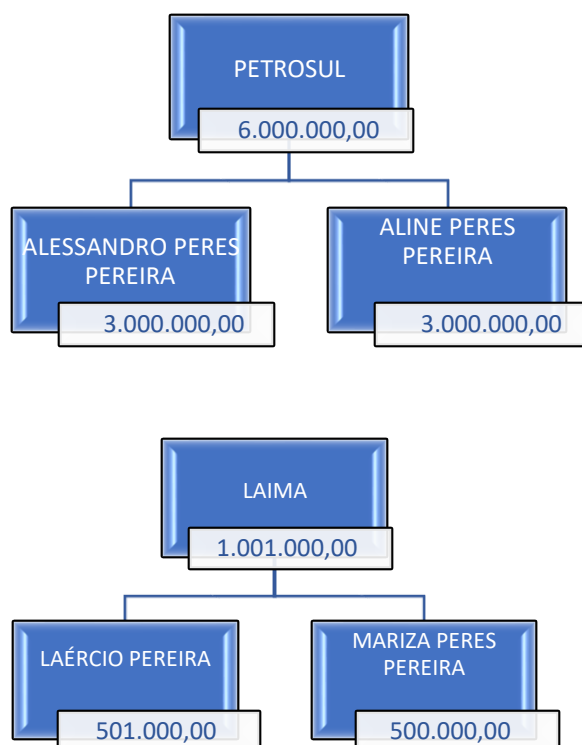 PETROSUL
6.000.000,00
ALESSANDRO PERES
PEREIRA
3.000.000,00
ALINE PERES
PEREIRA
3.000.000,00
LAIMA
1.001.000,00
LAÉRCIO PEREIRA
501.000,00
MARIZA PERES
PEREIRA
500.000,00